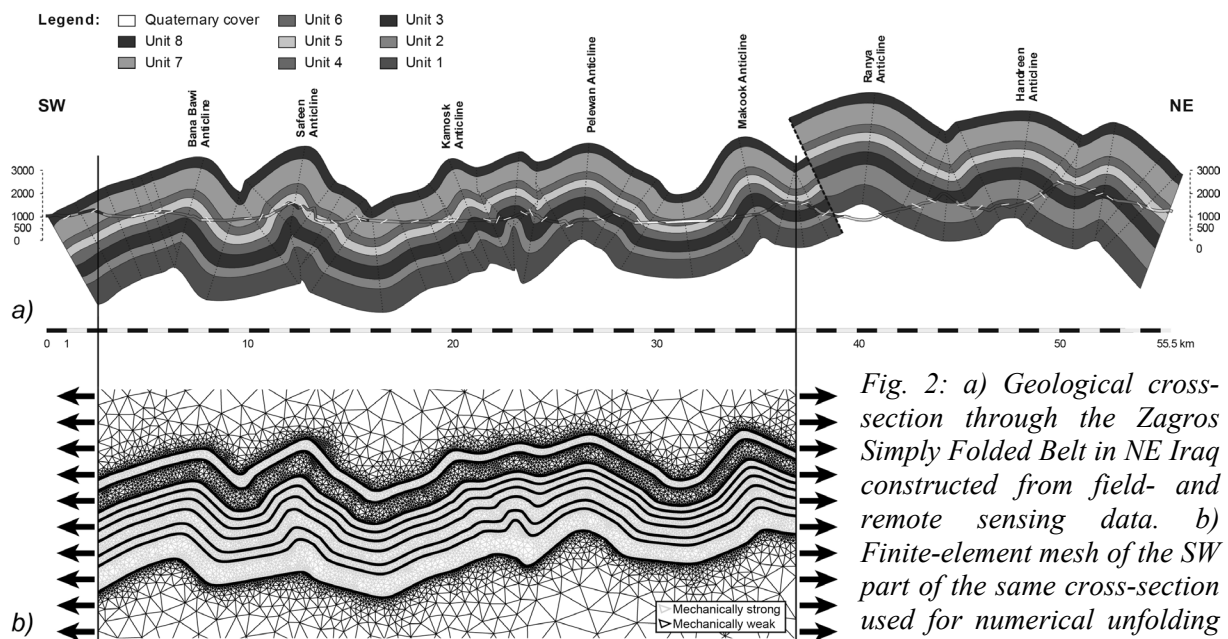 Legend: Quaternary cover Unit 6 Unit 3
Unit 8 Unit 5 Unit 2
Unit 7 Unit 4 Unit 1
SW
Bana Bawi
Anticline
Safeen
Anticline
Kamosk
Anticline
Pelewan Anticline
Makook Anticline
Ranya
Anticline
Handreen
Anticline
NE
3000
2000
1000
500
0
3000
2000
1000
500
0
a)
0 1 10 20 30 40 50 55.5 km
b)
Mechanically strong
Mechanically weak
Fig. 2: a) Geological cross-
section through the Zagros
Simply Folded Belt in NE Iraq
constructed from field- and
remote sensing data. b)
Finite-element mesh of the SW
part of the same cross-section
used for numerical unfolding